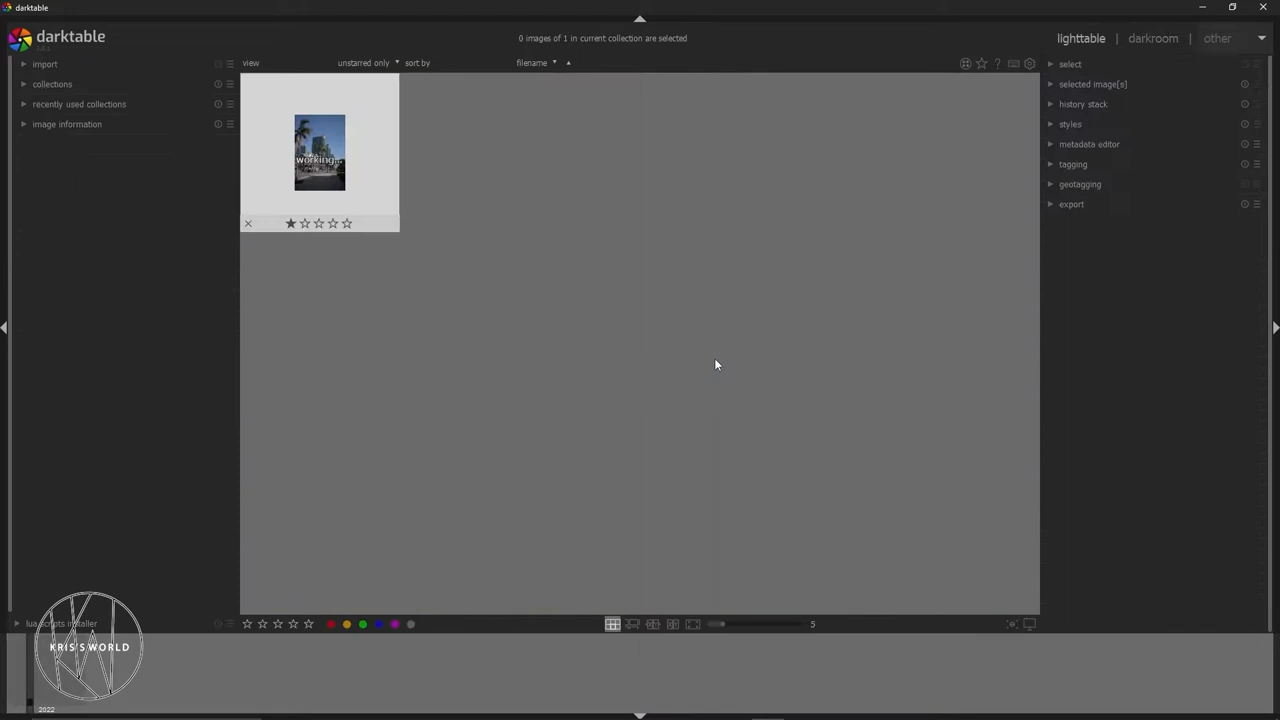 darktable
darktable
0 images of 1 in current collection are selected
lighttable | darkroom | other
import
collections
recently used collections
image information
view
unstarred only
sort by
filename
?
select
selected image[s]
history stack
styles
metadata editor
tagging
geotagging
export
working...
lua scripts installer
5
KRIS'S WORLD
2022